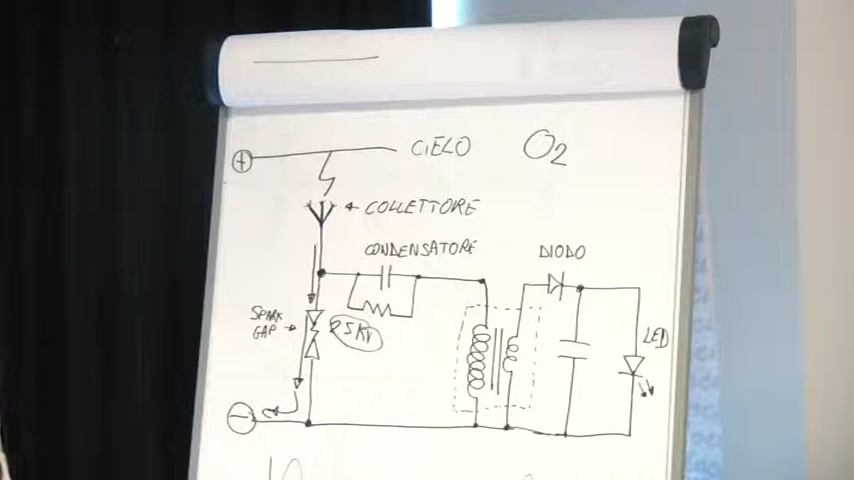 + CIELO O2
COLLETTORE
CONDENSATORE
DIODO
SPARK
GAP
25KV
LED
−